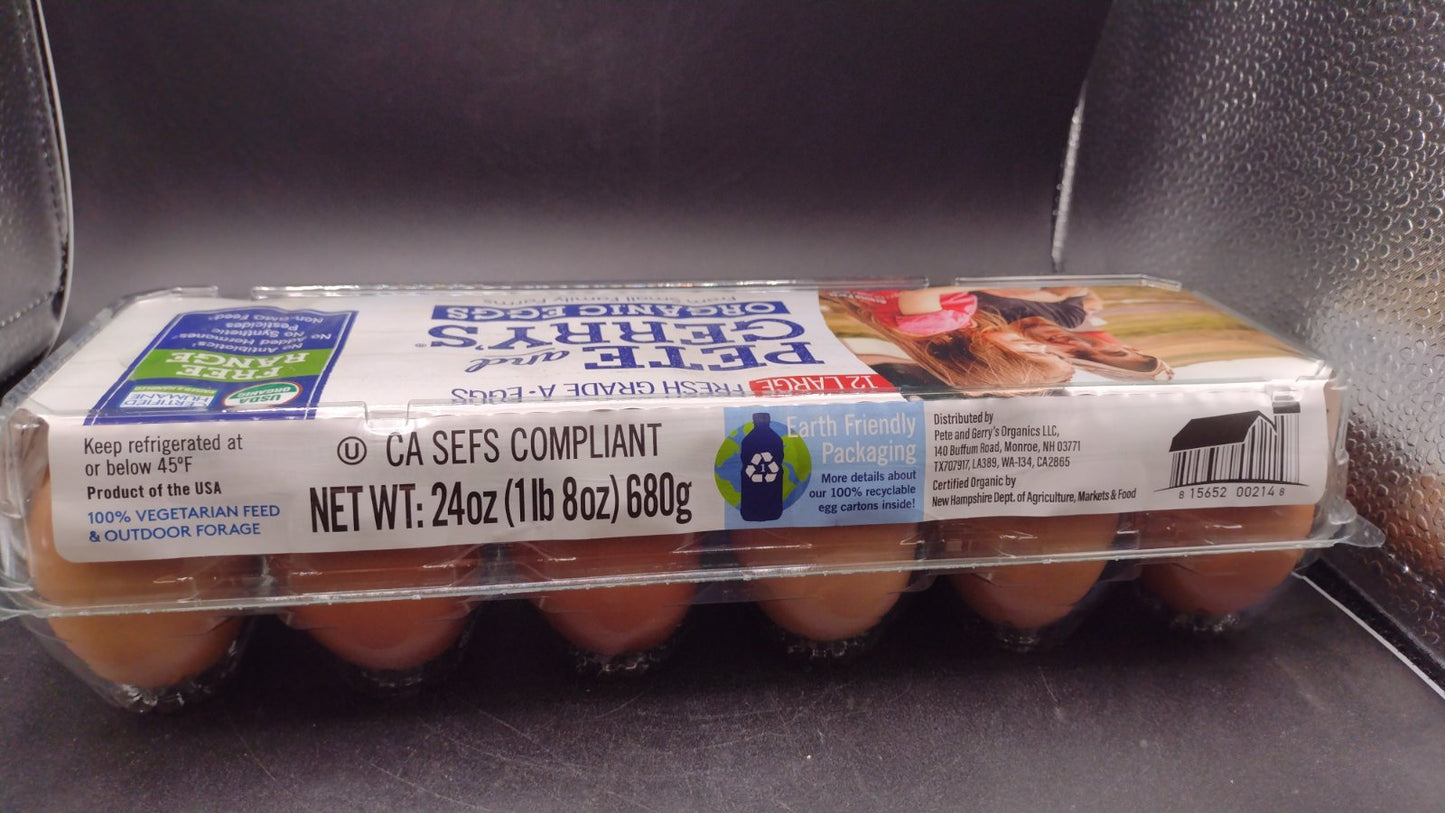 From Small Family Farms
ORGANIC EGGS
PETE and
GERRY'S®
FRESH GRADE A · EGGS
12 LARGE
FREE
RANGE
No Antibiotics,
No Added Hormones,
No Synthetic
Pesticides
Non-GMO Feed
USDA
ORGANIC
CERTIFIED
HUMANE
Keep refrigerated at
or below 45°F
Product of the USA
100% VEGETARIAN FEED
& OUTDOOR FORAGE
U CA SEFS COMPLIANT
NET WT: 24oz (1 lb 8oz) 680g
1
Earth Friendly
Packaging
More details about
our 100% recyclable
egg cartons inside!
Distributed by
Pete and Gerry's Organics LLC,
140 Buffum Road, Monroe, NH 03771
TX707917, LA389, WA-134, CA2865
Certified Organic by
New Hampshire Dept. of Agriculture, Markets & Food
8 15652 00214 8